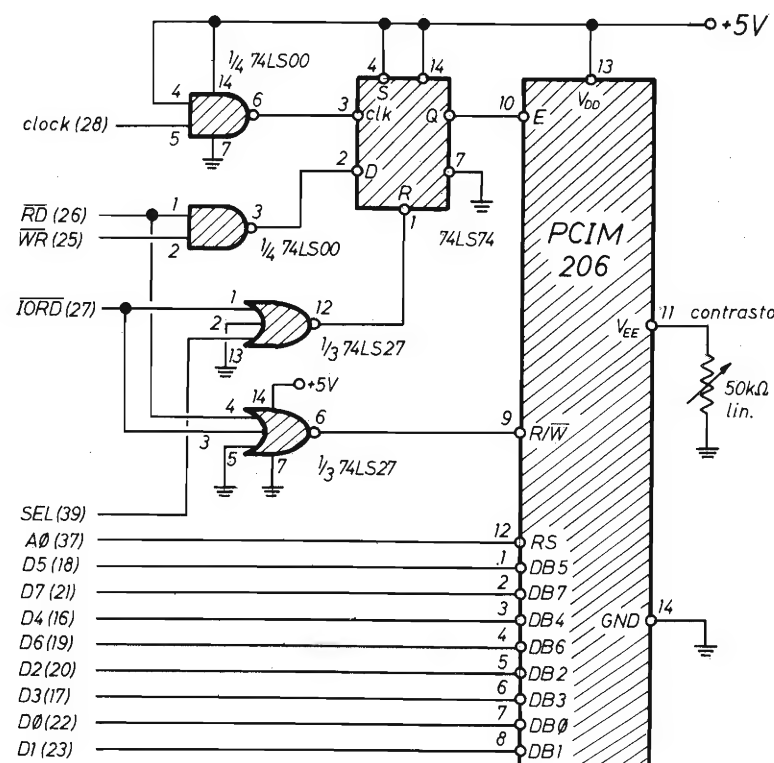 +5V
1/4 74LS00
4 14 13
4 14 6 S VDD
clock (28) 5 7 3 clk Q 10 E
2 D 7
R̅D̅ (26) 1 3 R
W̅R̅ (25) 2 1/4 74LS00 1 74LS74
PCIM
206
I̅O̅R̅D̅ (27) 1 12
2
13 1/3 74LS27
VEE 11 contrasto
+5V
14
4 6 9 R/W̅
3
5 7 1/3 74LS27
50kΩ
lin.
SEL (39)
AØ (37) 12 RS
D5 (18) 1 DB5
D7 (21) 2 DB7
D4 (16) 3 DB4 GND 14
D6 (19) 4 DB6
D2 (20) 5 DB2
D3 (17) 6 DB3
DØ (22) 7 DBØ
D1 (23) 8 DB1